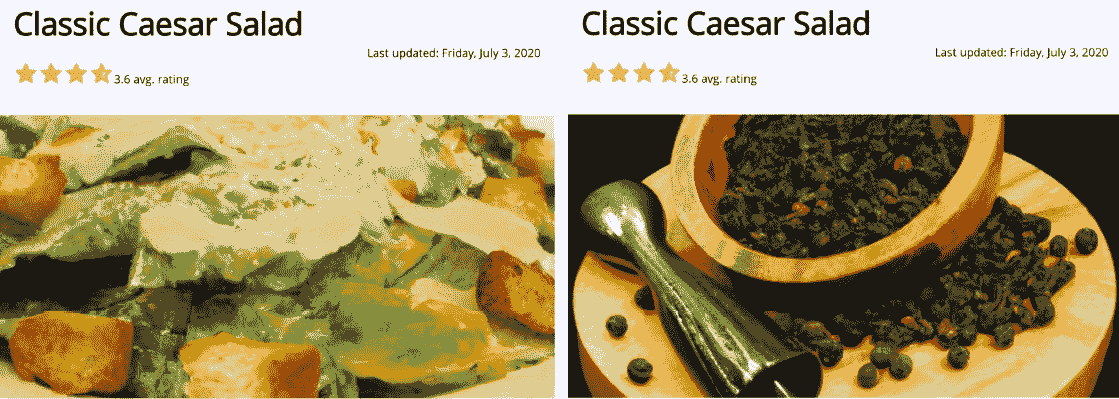 Classic Caesar Salad
Last updated: Friday, July 3, 2020
3.6 avg. rating
Classic Caesar Salad
Last updated: Friday, July 3, 2020
3.6 avg. rating